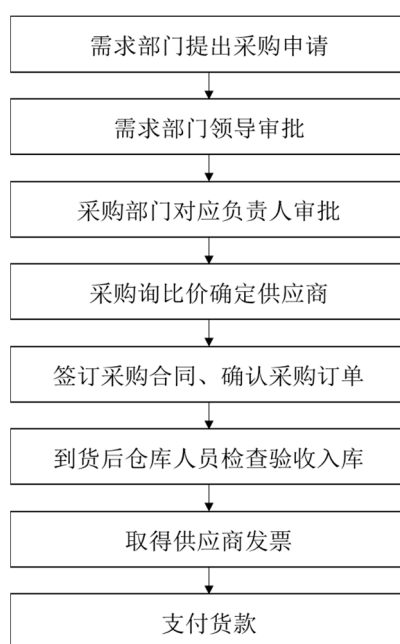 需求部门提出采购申请
需求部门领导审批
采购部门对应负责人审批
采购询比价确定供应商
签订采购合同、确认采购订单
到货后仓库人员检查验收入库
取得供应商发票
支付货款